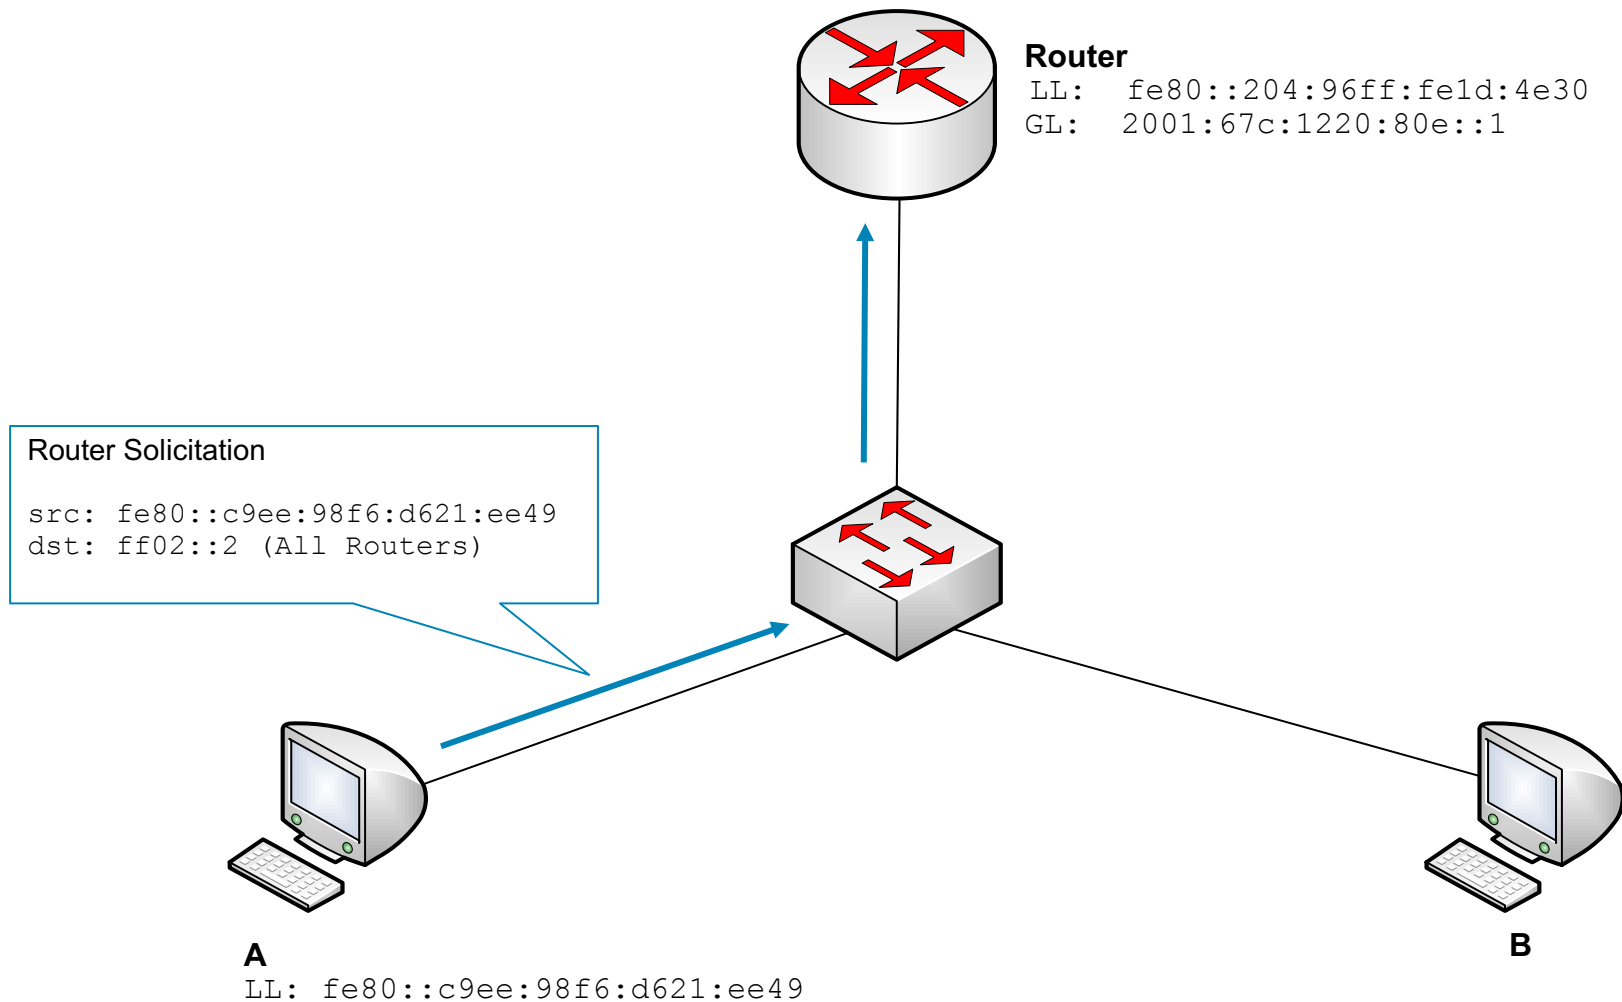 Router
LL: fe80::204:96ff:fe1d:4e30
GL: 2001:67c:1220:80e::1
Router Solicitation
src: fe80::c9ee:98f6:d621:ee49
dst: ff02::2 (All Routers)
A
LL: fe80::c9ee:98f6:d621:ee49
B